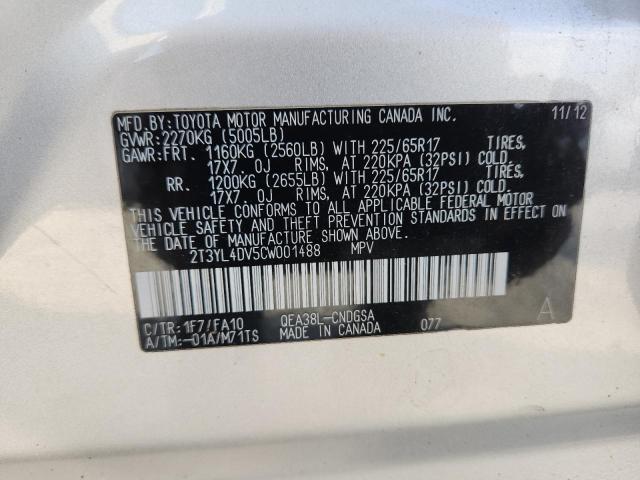 MFD.BY:TOYOTA MOTOR MANUFACTURING CANADA INC. 11/12
GVWR:2270KG (5005LB)
GAWR:FRT. 1160KG (2560LB) WITH 225/65R17 TIRES,
17X7.0J RIMS, AT 220KPA (32PSI) COLD.
RR. 1200KG (2655LB) WITH 225/65R17 TIRES,
17X7.0J RIMS, AT 220KPA (32PSI) COLD.
THIS VEHICLE CONFORMS TO ALL APPLICABLE FEDERAL MOTOR
VEHICLE SAFETY AND THEFT PREVENTION STANDARDS IN EFFECT ON
THE DATE OF MANUFACTURE SHOWN ABOVE.
2T3YL4DV5CW001488 MPV
C/TR:1F7/FA10 QEA38L-CNDGSA A
A/TM:-01A/M71TS MADE IN CANADA 077